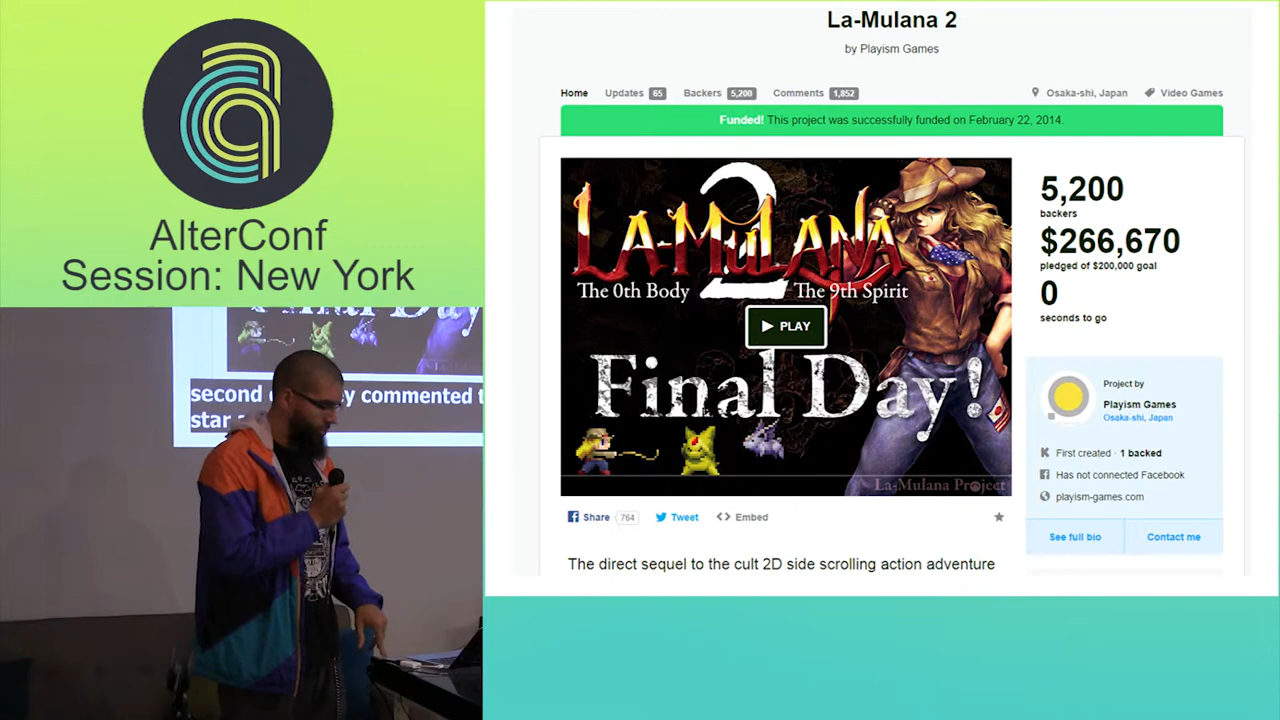 AlterConf
Session: New York
Final Day!
second
y commented t
star
La-Mulana 2
by Playism Games
Home Updates 65 Backers 5,200 Comments 1,852 Osaka-shi, Japan Video Games
Funded! This project was successfully funded on February 22, 2014.
LA-MULANA
2
The 0th Body The 9th Spirit
PLAY
Final Day!
La-Mulana Project
5,200
backers
$266,670
pledged of $200,000 goal
0
seconds to go
Project by
Playism Games
Osaka-shi, Japan
First created · 1 backed
Has not connected Facebook
playism-games.com
See full bio Contact me
Share 764 Tweet Embed
The direct sequel to the cult 2D side scrolling action adventure